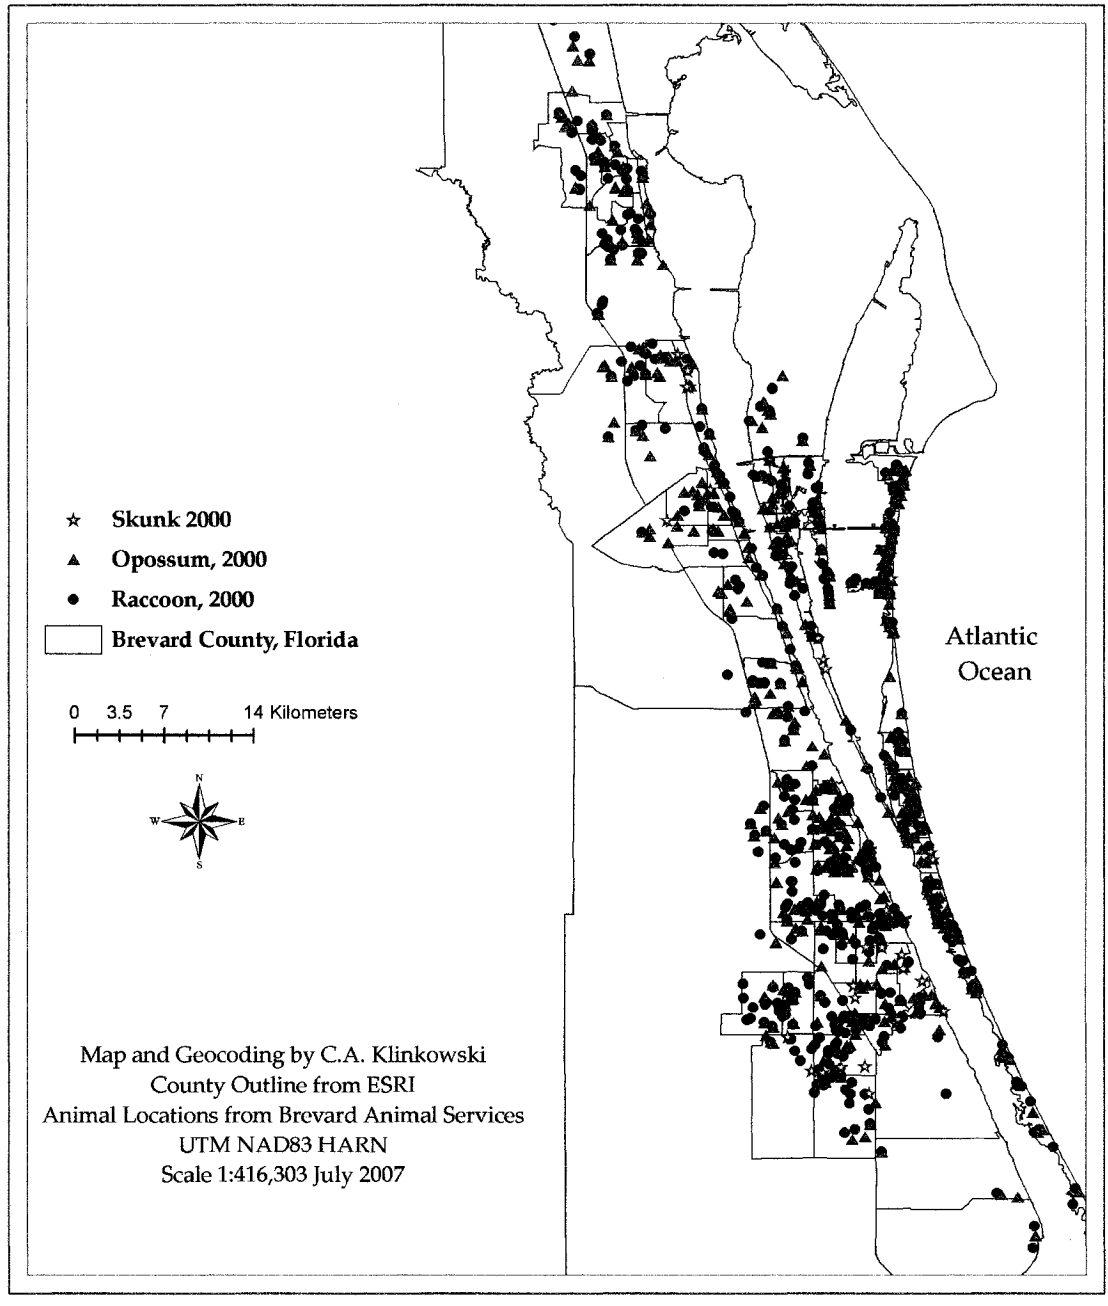 Skunk 2000
Opossum, 2000
Raccoon, 2000
Brevard County, Florida
0 3.5 7 14 Kilometers
N
W E
S
Atlantic
Ocean
Map and Geocoding by C.A. Klinkowski
County Outline from ESRI
Animal Locations from Brevard Animal Services
UTM NAD83 HARN
Scale 1:416,303 July 2007